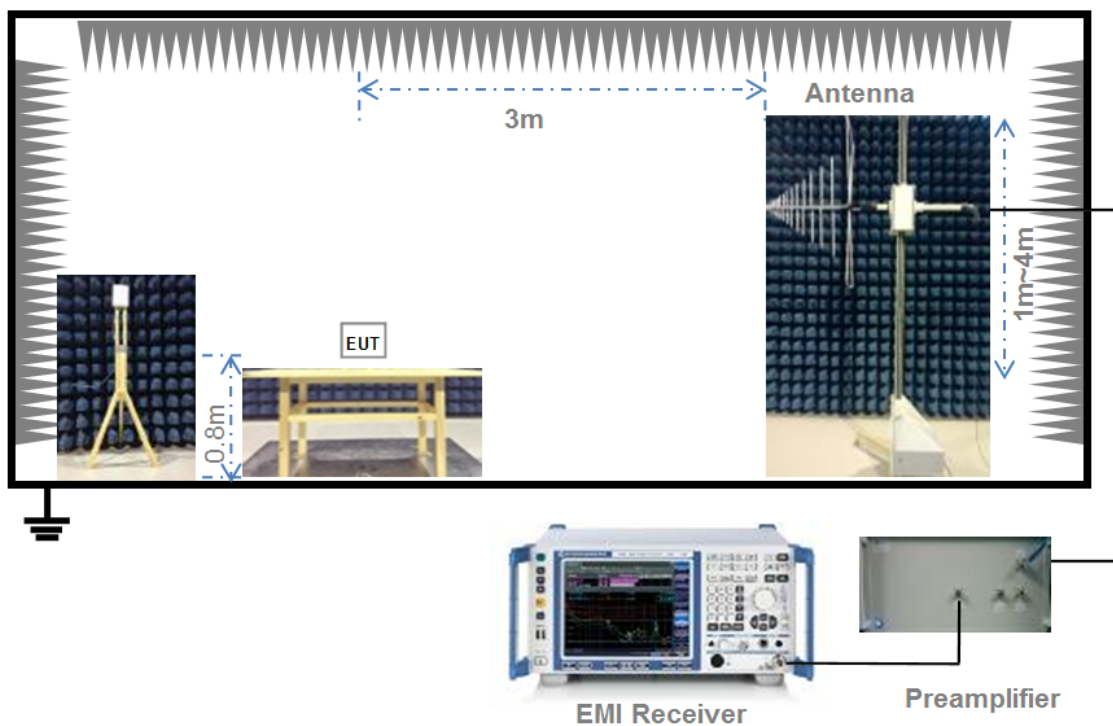 Antenna
3m
1m~4m
EUT
0.8m
EMI Receiver
Preamplifier